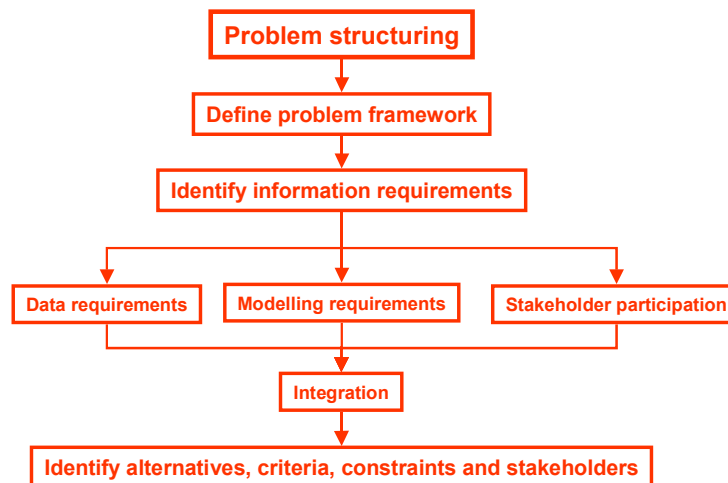 Problem structuring
Define problem framework
Identify information requirements
Data requirements
Modelling requirements
Stakeholder participation
Integration
Identify alternatives, criteria, constraints and stakeholders